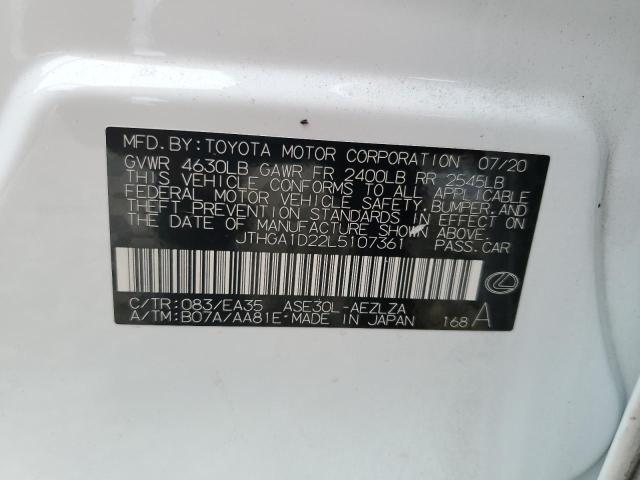 MFD.BY:TOYOTA MOTOR CORPORATION 07/20
GVWR 4630LB GAWR FR 2400LB RR 2545LB
THIS VEHICLE CONFORMS TO ALL APPLICABLE
FEDERAL MOTOR VEHICLE SAFETY,BUMPER,AND
THEFT PREVENTION STANDARDS IN EFFECT ON
THE DATE OF MANUFACTURE SHOWN ABOVE.
JTHGA1D22L5107361 PASS.CAR
C/TR:083/EA35 ASE30L-AEZLZA
A/TM:B07A/AA81E MADE IN JAPAN 168 A